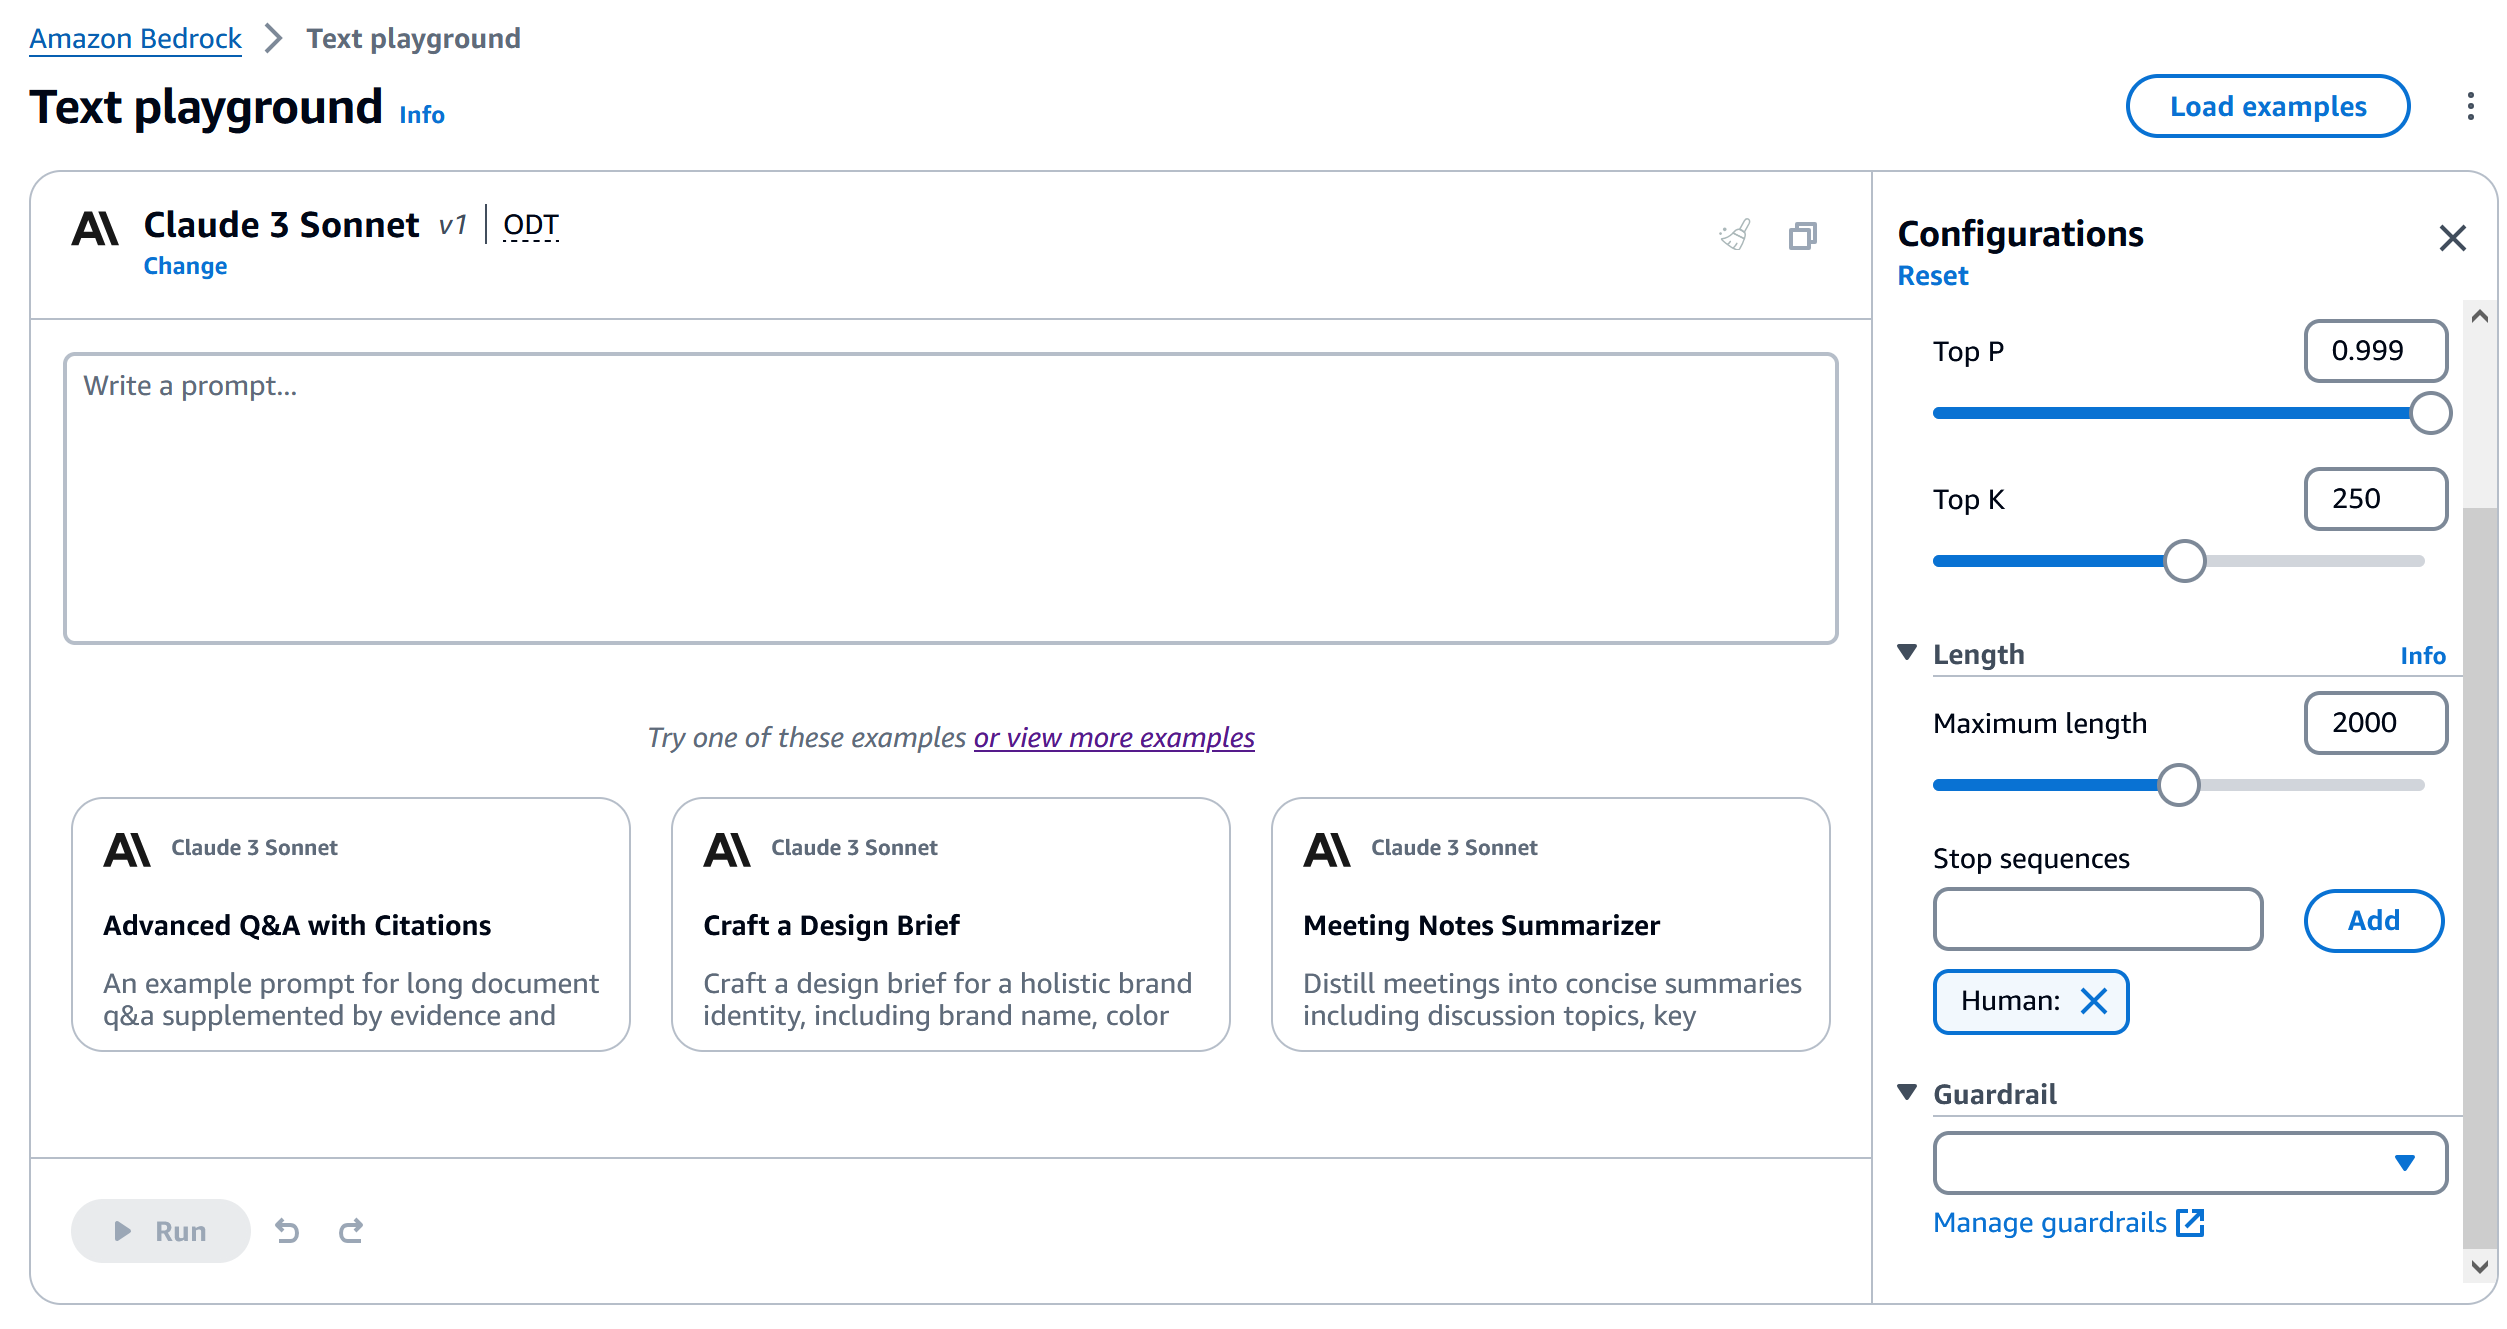 Amazon Bedrock > Text playground
Text playground Info
Load examples
Claude 3 Sonnet v1 | ODT
Change
Write a prompt...
Try one of these examples or view more examples
Claude 3 Sonnet
Advanced Q&A with Citations
An example prompt for long document
q&a supplemented by evidence and
Claude 3 Sonnet
Craft a Design Brief
Craft a design brief for a holistic brand
identity, including brand name, color
Claude 3 Sonnet
Meeting Notes Summarizer
Distill meetings into concise summaries
including discussion topics, key
Run
Configurations
Reset
Top P 0.999
Top K 250
Length Info
Maximum length 2000
Stop sequences
Add
Human:
Guardrail
Manage guardrails